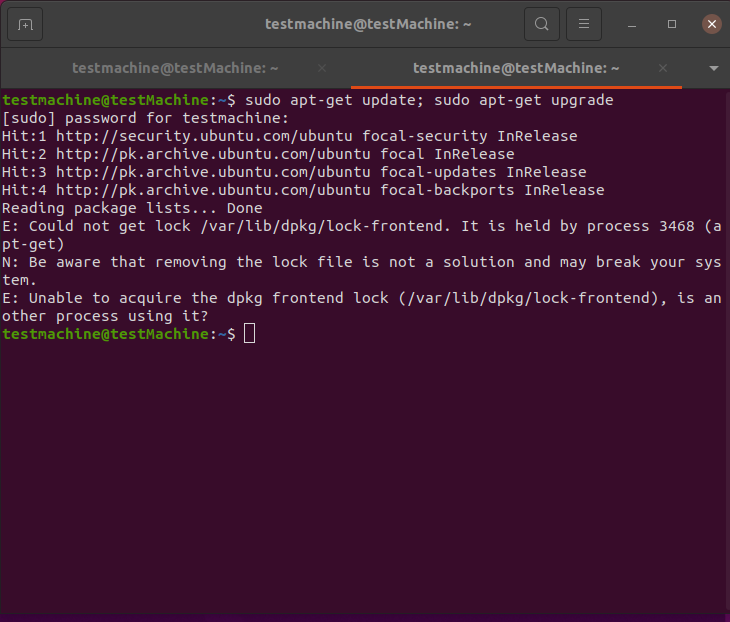 testmachine@testMachine: ~
testmachine@testMachine: ~
testmachine@testMachine: ~
testmachine@testMachine:~$ sudo apt-get update; sudo apt-get upgrade
[sudo] password for testmachine:
Hit:1 http://security.ubuntu.com/ubuntu focal-security InRelease
Hit:2 http://pk.archive.ubuntu.com/ubuntu focal InRelease
Hit:3 http://pk.archive.ubuntu.com/ubuntu focal-updates InRelease
Hit:4 http://pk.archive.ubuntu.com/ubuntu focal-backports InRelease
Reading package lists... Done
E: Could not get lock /var/lib/dpkg/lock-frontend. It is held by process 3468 (a
pt-get)
N: Be aware that removing the lock file is not a solution and may break your sys
tem.
E: Unable to acquire the dpkg frontend lock (/var/lib/dpkg/lock-frontend), is an
other process using it?
testmachine@testMachine:~$